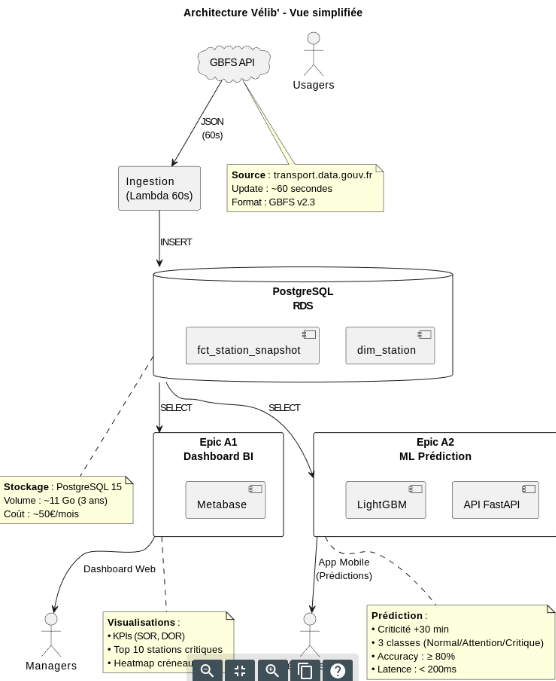 Architecture Vélib' - Vue simplifiée
GBFS API
Usagers
JSON
(60s)
Source : transport.data.gouv.fr
Update : ~60 secondes
Format : GBFS v2.3
Ingestion
(Lambda 60s)
INSERT
PostgreSQL
RDS
fct_station_snapshot
dim_station
SELECT
SELECT
Epic A1
Dashboard BI
Metabase
Epic A2
ML Prédiction
LightGBM
API FastAPI
Stockage : PostgreSQL 15
Volume : ~11 Go (3 ans)
Coût : ~50€/mois
Dashboard Web
App Mobile
(Prédictions)
Managers
Visualisations :
• KPIs (SOR, DOR)
• Top 10 stations critiques
• Heatmap
Prédiction :
• Criticité +30 min
• 3 classes (Normal/Attention/Critique)
• Accuracy : ≥ 80%
• Latence : < 200ms